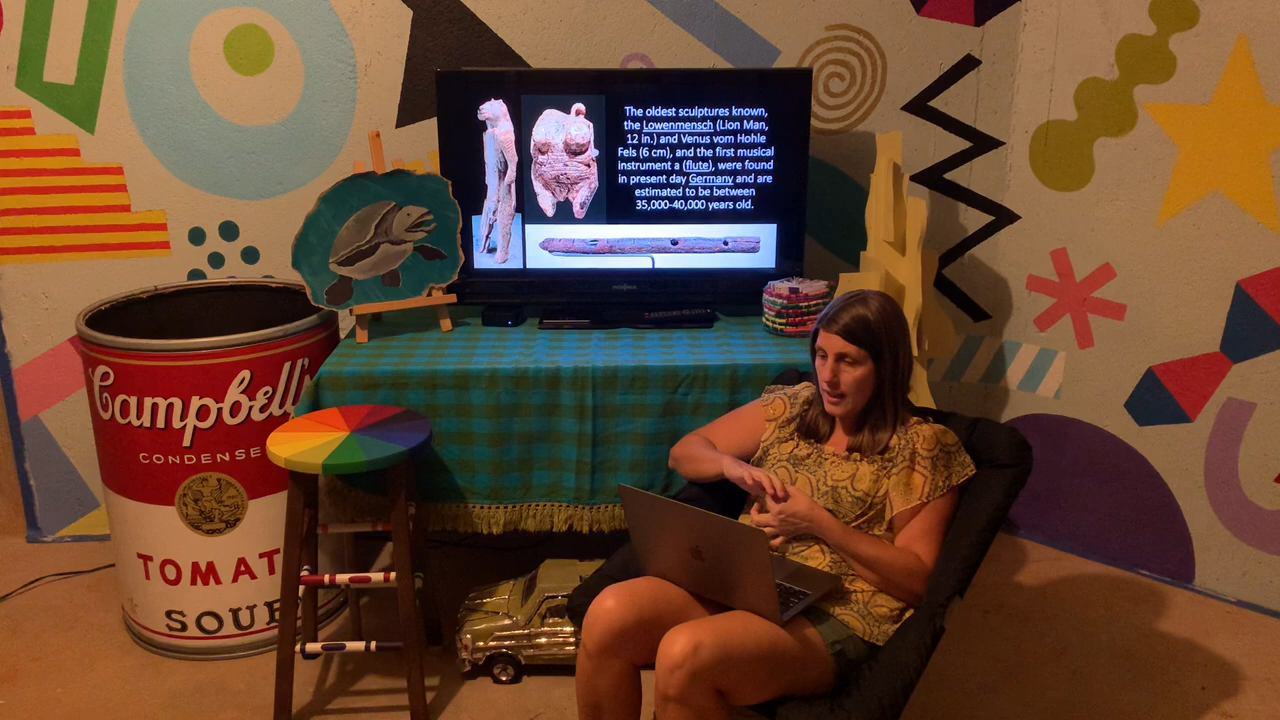 The oldest sculptures known,
the Lowenmensch (Lion Man,
12 in.) and Venus vom Hohle
Fels (6 cm), and the first musical
instrument a (flute), were found
in present day Germany and are
estimated to be between
35,000-40,000 years old.
Campbell's
CONDENSE
TOMAT
SOUP